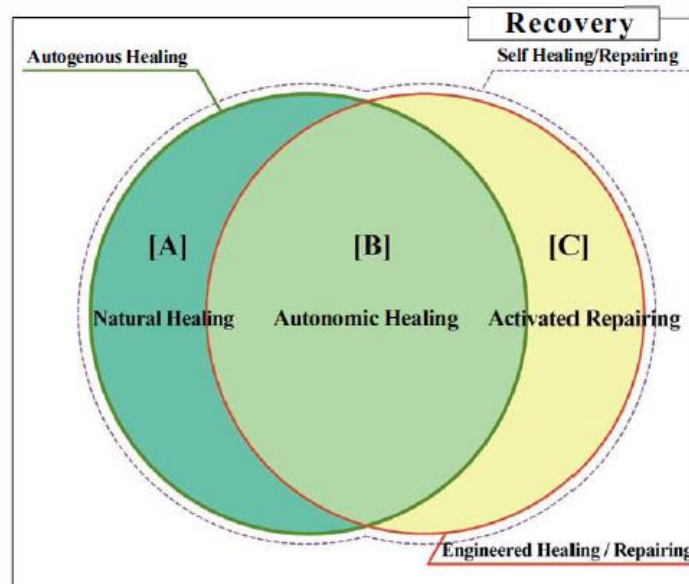 Recovery
Autogenous Healing
Self Healing/Repairing
[A]
[B]
[C]
Natural Healing
Autonomic Healing
Activated Repairing
Engineered Healing / Repairing